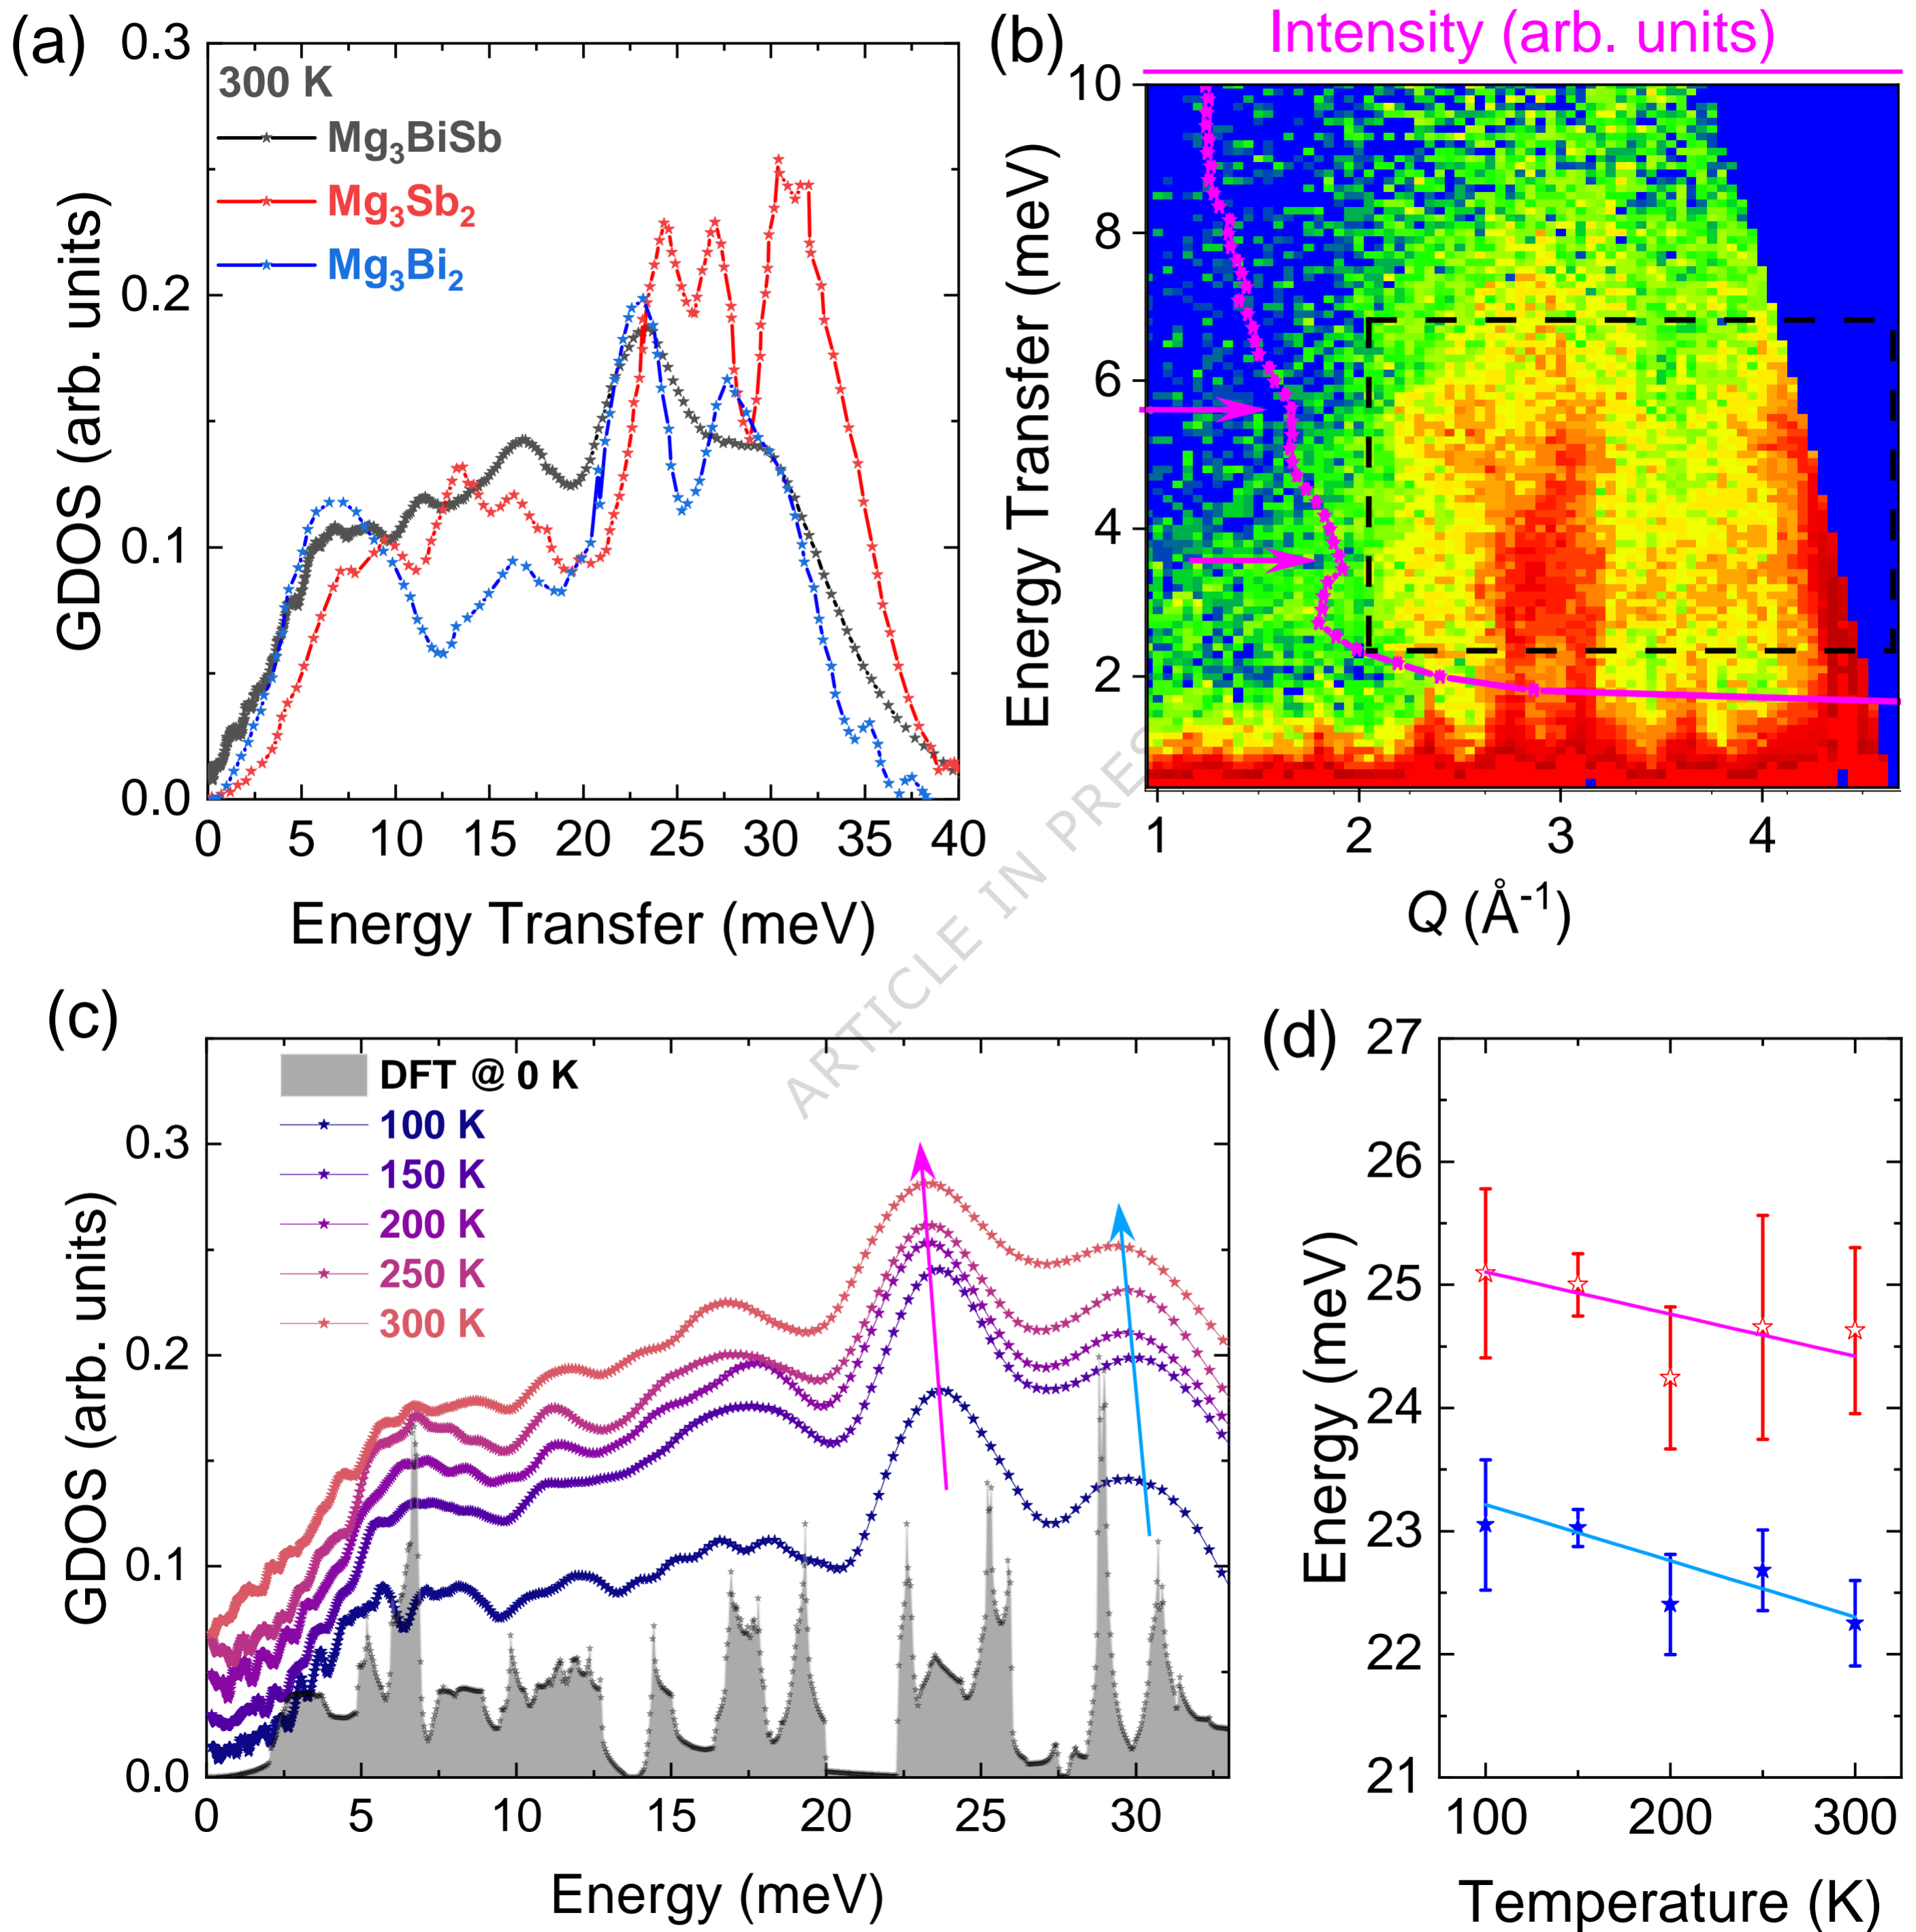 (a)
GDOS (arb. units)
0.3
0.2
0.1
0.0
300 K
Mg3BiSb
Mg3Sb2
Mg3Bi2
0 5 10 15 20 25 30 35 40
Energy Transfer (meV)
(b)
Intensity (arb. units)
Energy Transfer (meV)
10
8
6
4
2
1 2 3 4
Q (Å-1)
ARTICLE IN PRES
(c)
GDOS (arb. units)
0.3
0.2
0.1
0.0
DFT @ 0 K
100 K
150 K
200 K
250 K
300 K
0 5 10 15 20 25 30
Energy (meV)
(d)
Energy (meV)
27
26
25
24
23
22
21
100 200 300
Temperature (K)